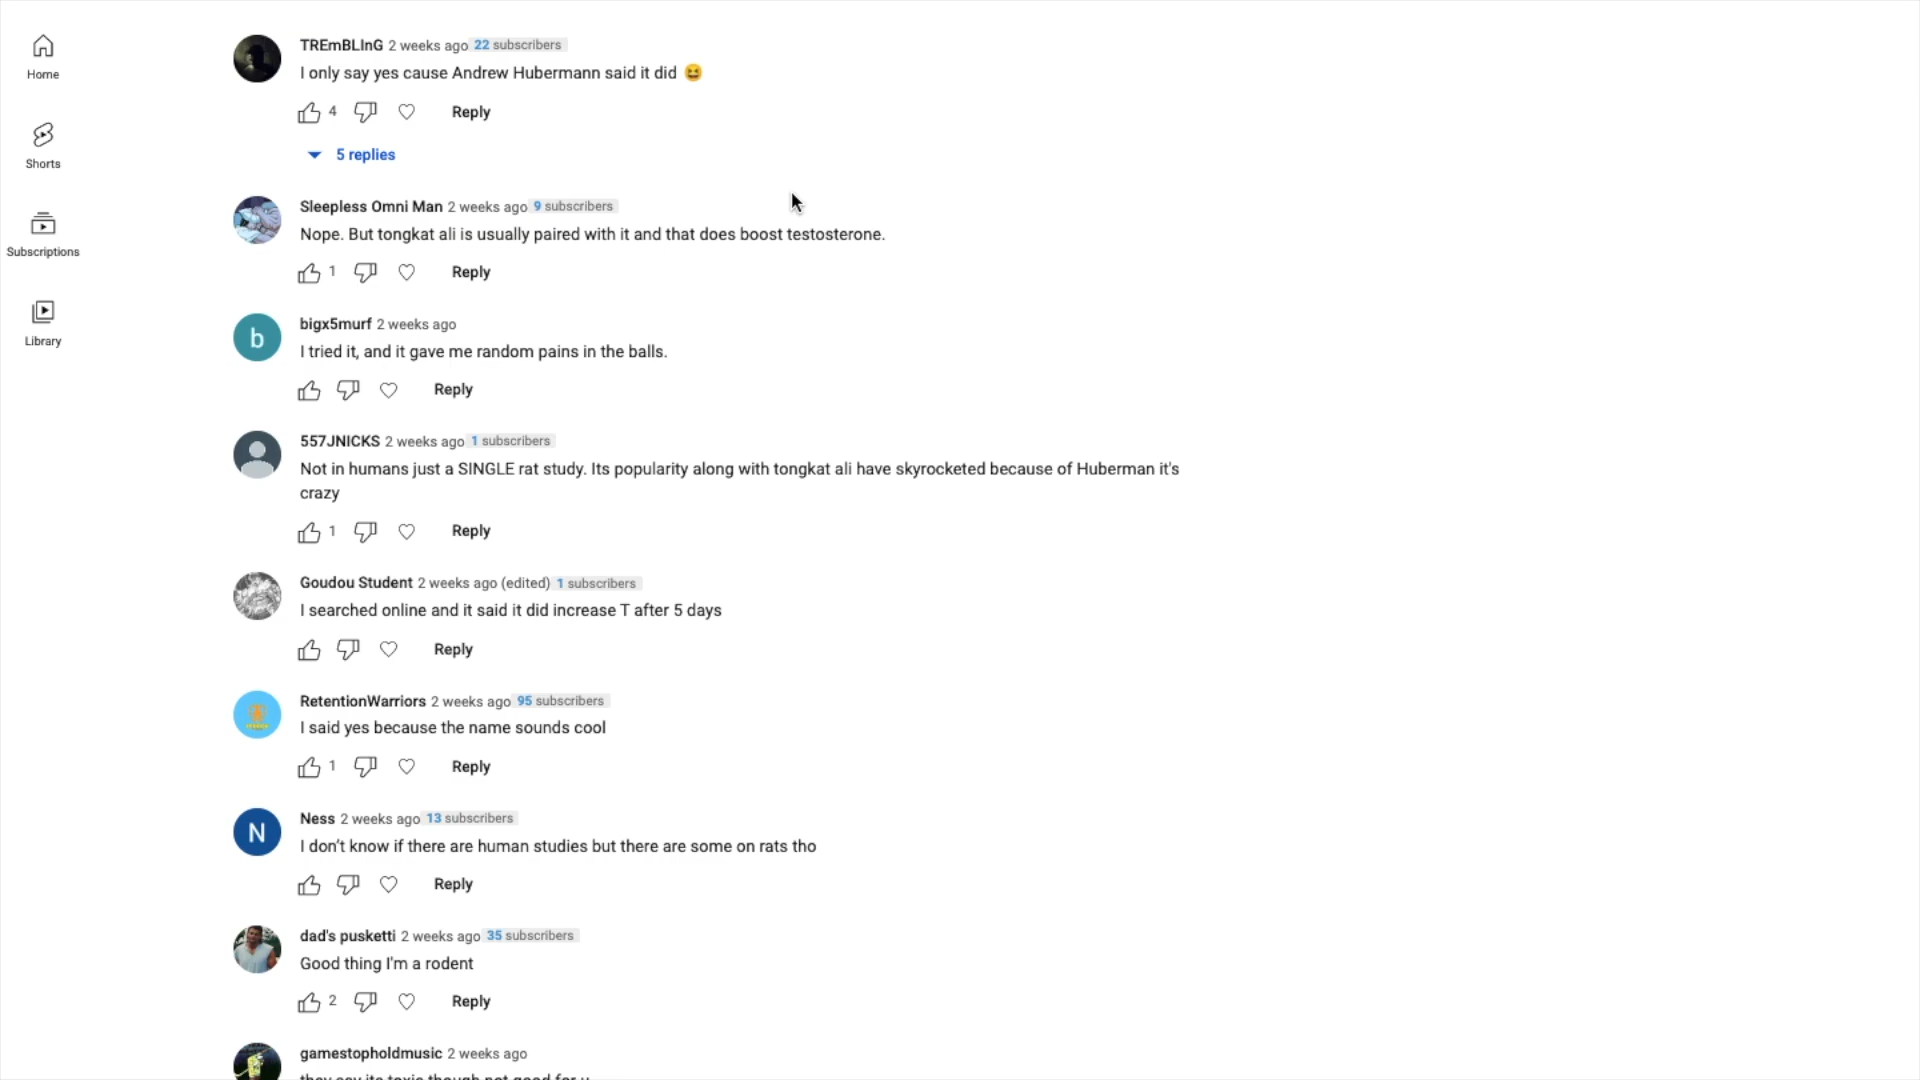 Home
Shorts
Subscriptions
Library
TREmBLInG 2 weeks ago 22 subscribers
I only say yes cause Andrew Hubermann said it did 😆
4 Reply
5 replies
Sleepless Omni Man 2 weeks ago 9 subscribers
Nope. But tongkat ali is usually paired with it and that does boost testosterone.
1 Reply
b
bigx5murf 2 weeks ago
I tried it, and it gave me random pains in the balls.
Reply
557JNICKS 2 weeks ago 1 subscribers
Not in humans just a SINGLE rat study. Its popularity along with tongkat ali have skyrocketed because of Huberman it's
crazy
1 Reply
Goudou Student 2 weeks ago (edited) 1 subscribers
I searched online and it said it did increase T after 5 days
Reply
RetentionWarriors 2 weeks ago 95 subscribers
I said yes because the name sounds cool
1 Reply
N
Ness 2 weeks ago 13 subscribers
I don't know if there are human studies but there are some on rats tho
Reply
dad's pusketti 2 weeks ago 35 subscribers
Good thing I'm a rodent
2 Reply
gamestopholdmusic 2 weeks ago
they say its toxic though not good for u